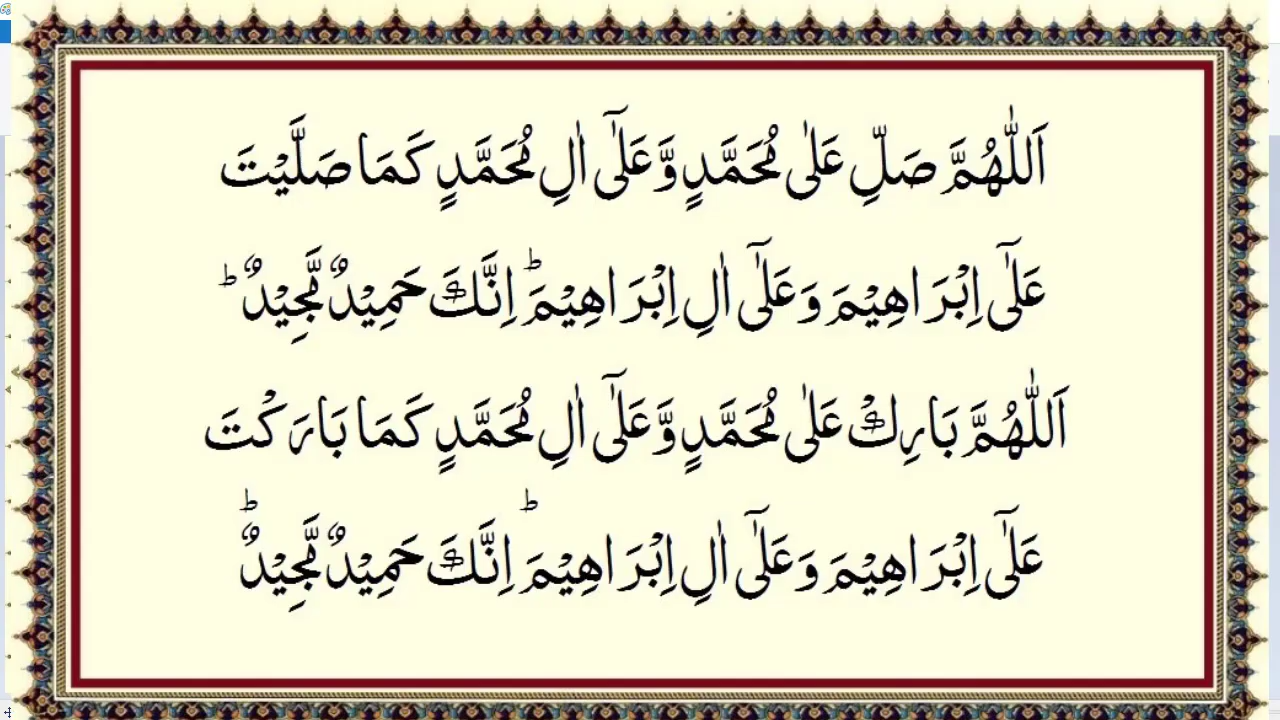 اَللّٰهُمَّ صَلِّ عَلٰى مُحَمَّدٍ وَّعَلٰٓى اٰلِ مُحَمَّدٍ كَمَا صَلَّيْتَ
عَلٰٓى اِبْرَاهِيْمَ وَعَلٰٓى اٰلِ اِبْرَاهِيْمَؕ اِنَّكَ حَمِيْدٌ مَّجِيْدٌؕ
اَللّٰهُمَّ بَارِكْ عَلٰى مُحَمَّدٍ وَّعَلٰٓى اٰلِ مُحَمَّدٍ كَمَا بَارَكْتَ
عَلٰٓى اِبْرَاهِيْمَ وَعَلٰٓى اٰلِ اِبْرَاهِيْمَؕ اِنَّكَ حَمِيْدٌ مَّجِيْدٌؕ